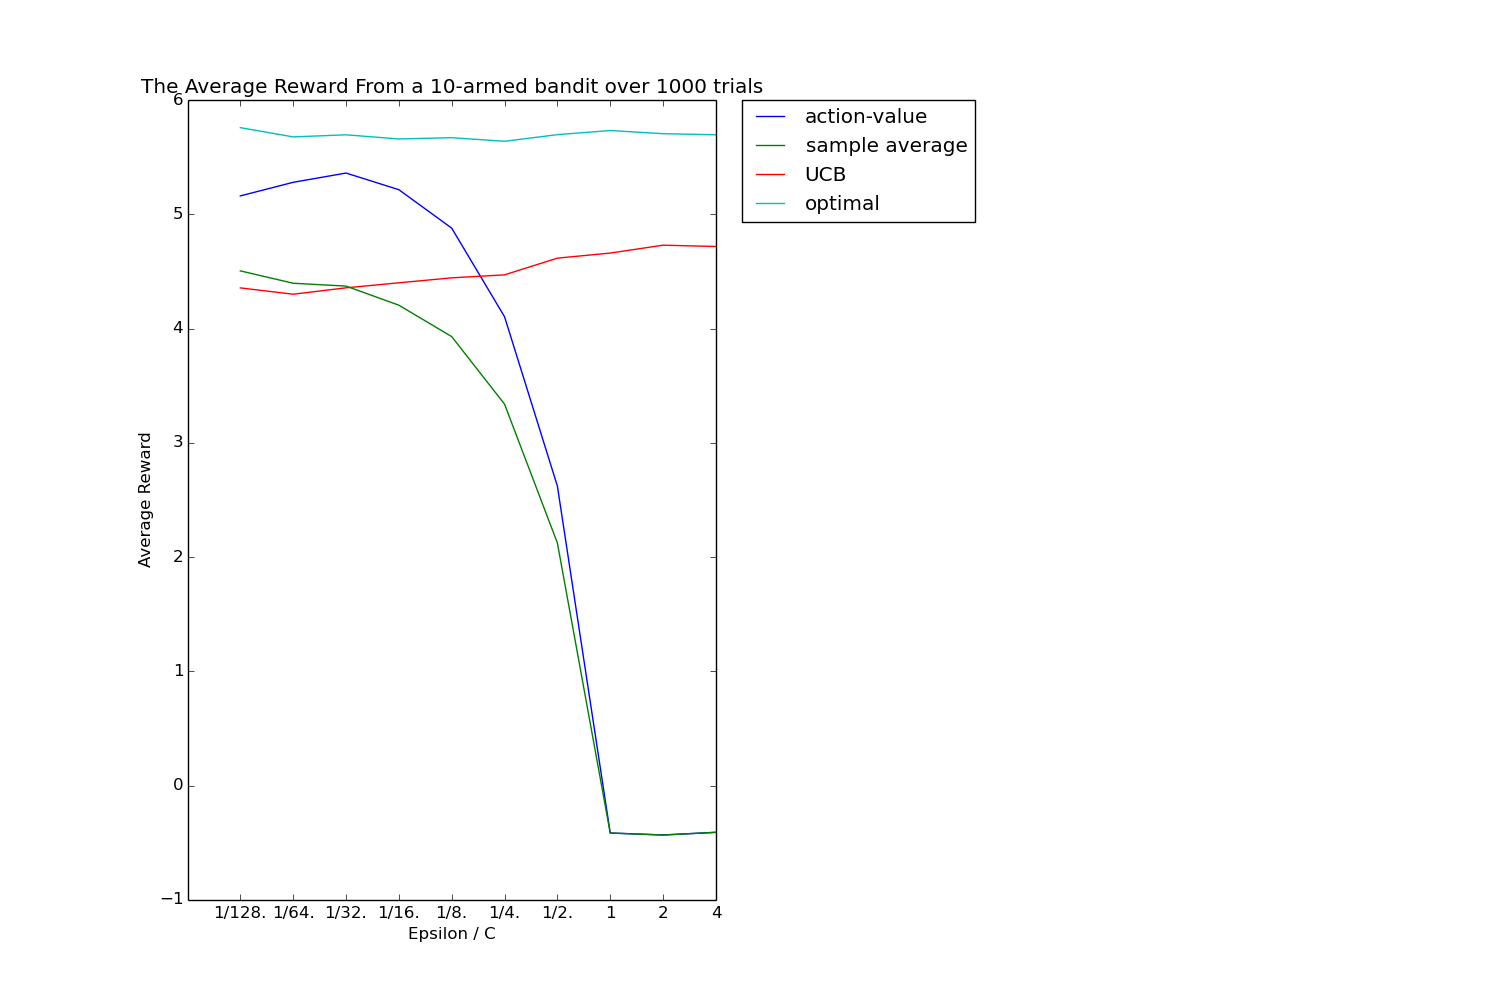 The Average Reward From a 10-armed bandit over 1000 trials
6
5
4
3
2
1
0
−1
Average Reward
1/128. 1/64. 1/32. 1/16. 1/8. 1/4. 1/2. 1 2 4
Epsilon / C
action-value
sample average
UCB
optimal